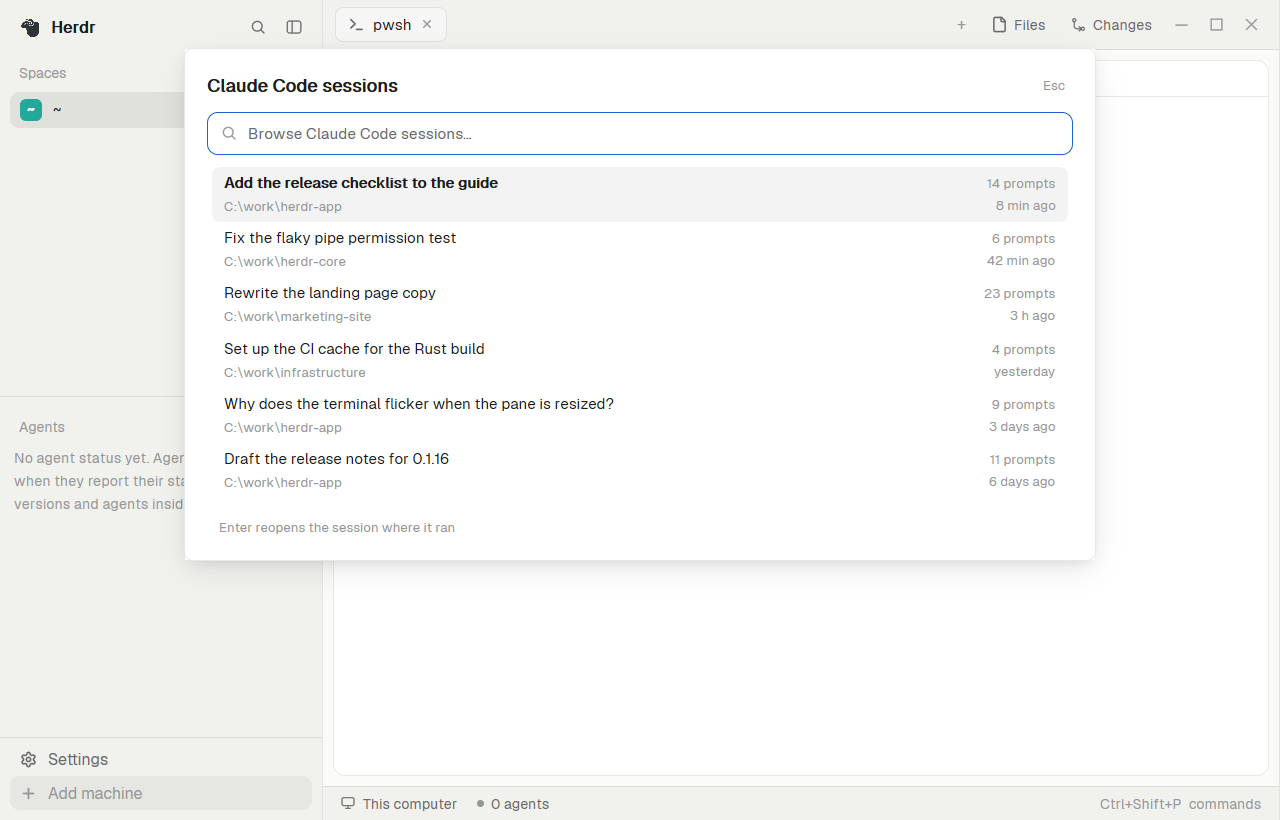 Herdr
pwsh
Files
Changes
Spaces
~ ~
Claude Code sessions
Esc
Browse Claude Code sessions…
Add the release checklist to the guide
14 prompts
C:\work\herdr-app
8 min ago
Fix the flaky pipe permission test
6 prompts
C:\work\herdr-core
42 min ago
Rewrite the landing page copy
23 prompts
C:\work\marketing-site
3 h ago
Set up the CI cache for the Rust build
4 prompts
C:\work\infrastructure
yesterday
Why does the terminal flicker when the pane is resized?
9 prompts
C:\work\herdr-app
3 days ago
Draft the release notes for 0.1.16
11 prompts
C:\work\herdr-app
6 days ago
Enter reopens the session where it ran
Agents
No agent status yet.
when they report their
versions and agents
Settings
+ Add machine
This computer
0 agents
Ctrl+Shift+P commands